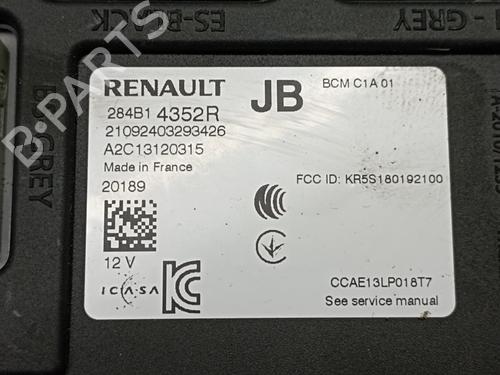 ES-BLACK
- GREY
ES-GREY
RENAULT
JB
BCM C1A 01
284B1 4352R
21092403293426
A2C13120315
Made in France
20189
FCC ID: KR5S180192100
12 V
ICASA
CCAE13LP018T7
See service manual